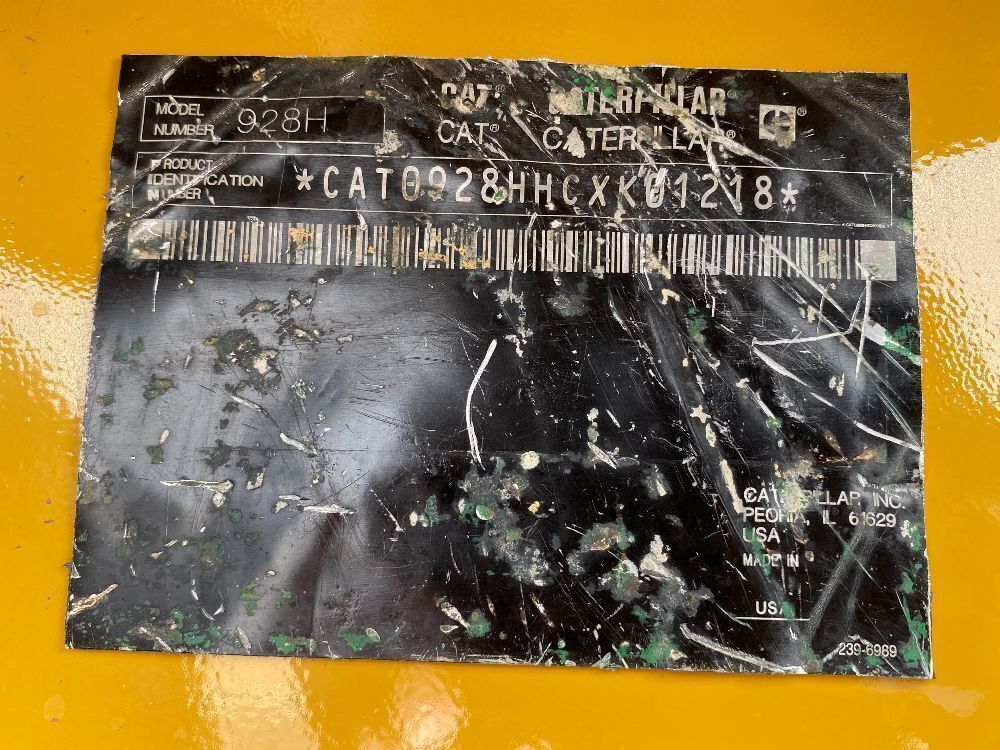 MODEL NUMBER 928H
CAT® CATERPILLAR®
CAT® CATERPILLAR®
PRODUCT
IDENTIFICATION
NUMBER
*CAT0928HHCXK01218*
CATERPILLAR INC.
PEORIA, IL 61629
USA
MADE IN
USA
239-6989